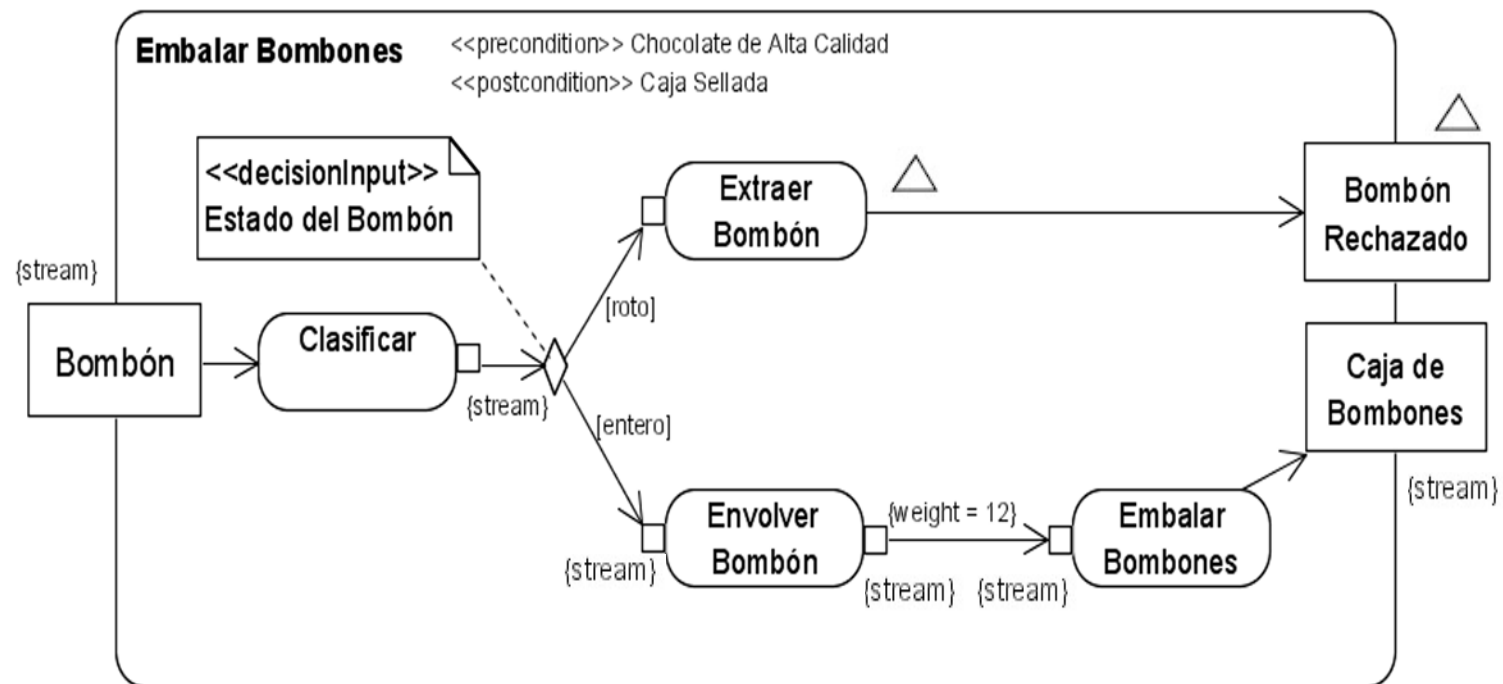 Embalar Bombones
<<precondition>> Chocolate de Alta Calidad
<<postcondition>> Caja Sellada
<<decisionInput>>
Estado del Bombón
{stream}
Bombón
Clasificar
{stream}
[roto]
[entero]
Extraer
Bombón
Bombón
Rechazado
Caja de
Bombones
{stream}
{stream}
Envolver
Bombón
{stream}
{weight = 12}
{stream}
Embalar
Bombones